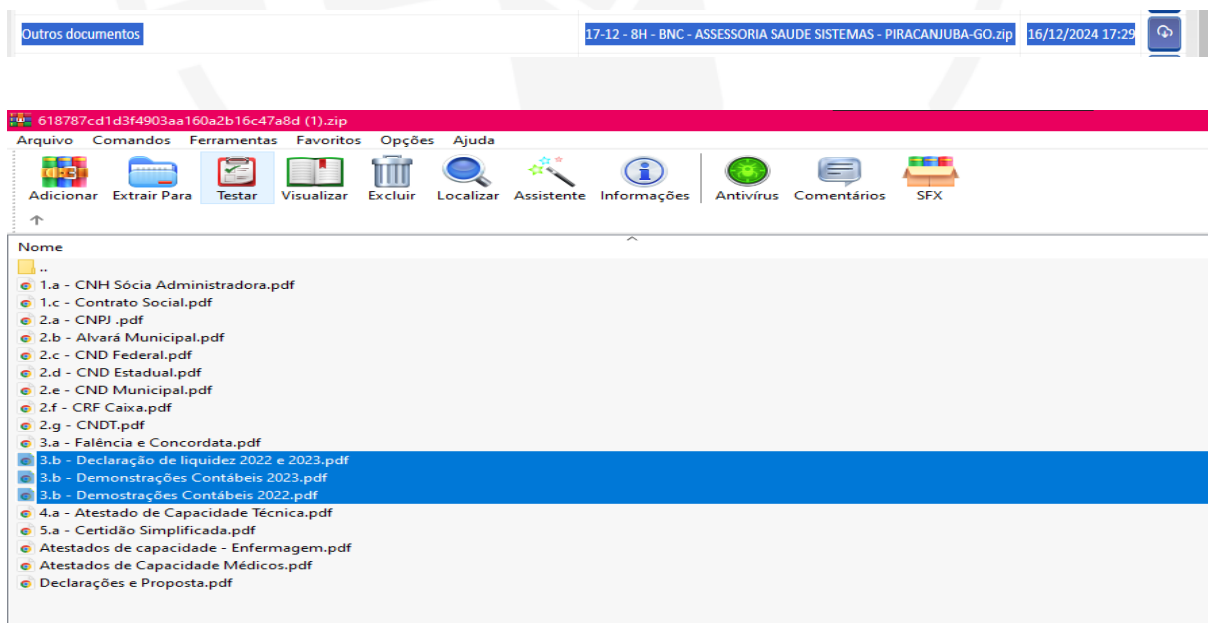 Outros documentos 17-12 - 8H - BNC - ASSESSORIA SAUDE SISTEMAS - PIRACANJUBA-GO.zip 16/12/2024 17:29
618787cd1d3f4903aa160a2b16c47a8d (1).zip
Arquivo Comandos Ferramentas Favoritos Opções Ajuda
Adicionar Extrair Para Testar Visualizar Excluir Localizar Assistente Informações Antivírus Comentários SFX
Nome
..
1.a - CNH Sócia Administradora.pdf
1.c - Contrato Social.pdf
2.a - CNPJ .pdf
2.b - Alvará Municipal.pdf
2.c - CND Federal.pdf
2.d - CND Estadual.pdf
2.e - CND Municipal.pdf
2.f - CRF Caixa.pdf
2.g - CNDT.pdf
3.a - Falência e Concordata.pdf
3.b - Declaração de liquidez 2022 e 2023.pdf
3.b - Demonstrações Contábeis 2023.pdf
3.b - Demostrações Contábeis 2022.pdf
4.a - Atestado de Capacidade Técnica.pdf
5.a - Certidão Simplificada.pdf
Atestados de capacidade - Enfermagem.pdf
Atestados de Capacidade Médicos.pdf
Declarações e Proposta.pdf